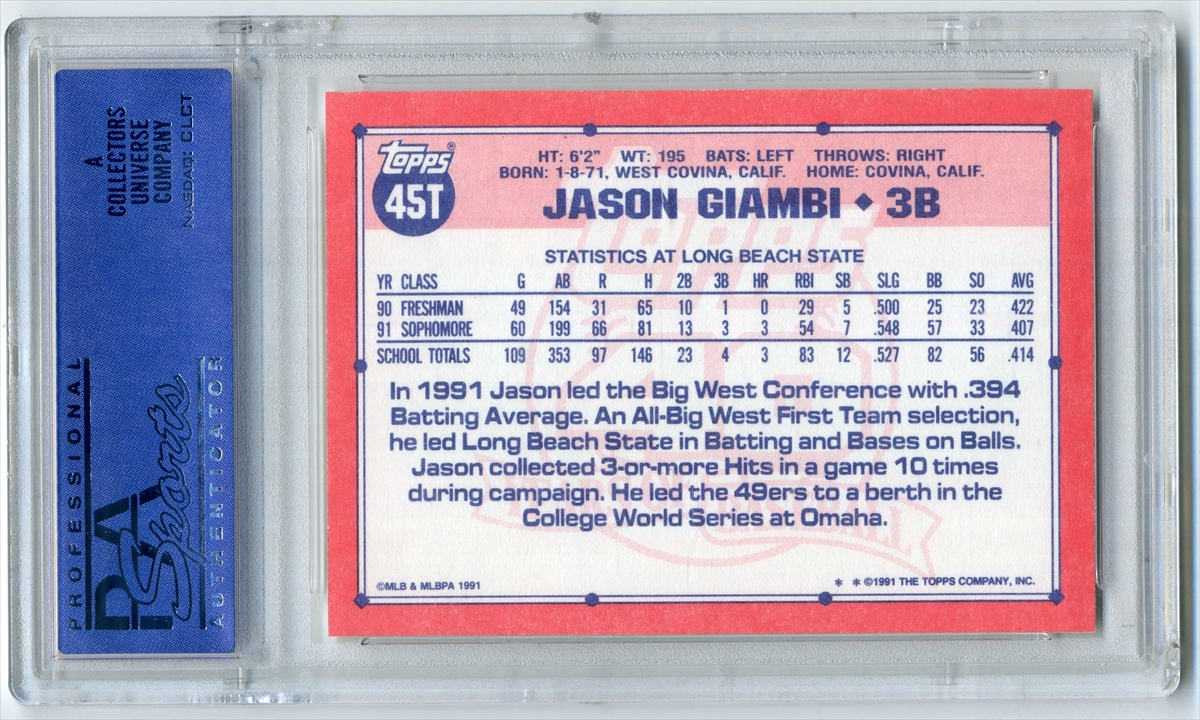 A
COLLECTORS
UNIVERSE
COMPANY
NASDAQ: CLCT
PROFESSIONAL
PSA
Sports
AUTHENTICATOR
Topps®
45T
HT: 6'2" WT: 195 BATS: LEFT THROWS: RIGHT
BORN: 1-8-71, WEST COVINA, CALIF. HOME: COVINA, CALIF.
JASON GIAMBI ◆ 3B
STATISTICS AT LONG BEACH STATE
YR CLASS G AB R H 2B 3B HR RBI SB SLG BB SO AVG
90 FRESHMAN 49 154 31 65 10 1 0 29 5 .500 25 23 422
91 SOPHOMORE 60 199 66 81 13 3 3 54 7 .548 57 33 407
SCHOOL TOTALS 109 353 97 146 23 4 3 83 12 .527 82 56 .414
In 1991 Jason led the Big West Conference with .394
Batting Average. An All-Big West First Team selection,
he led Long Beach State in Batting and Bases on Balls.
Jason collected 3-or-more Hits in a game 10 times
during campaign. He led the 49ers to a berth in the
College World Series at Omaha.
Topps
40
YEARS OF BASEBALL
©MLB & MLBPA 1991
* * ©1991 THE TOPPS COMPANY, INC.